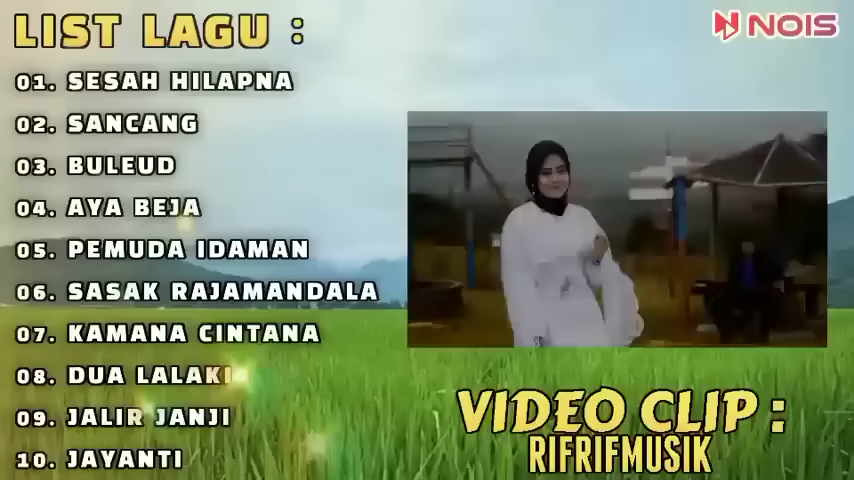 LIST LAGU :
01. SESAH HILAPNA
02. SANCANG
03. BULEUD
04. AYA BEJA
05. PEMUDA IDAMAN
06. SASAK RAJAMANDALA
07. KAMANA CINTANA
08. DUA LALAKI
09. JALIR JANJI
10. JAYANTI
NOIS
VIDEO CLIP :
RIFRIFMUSIK